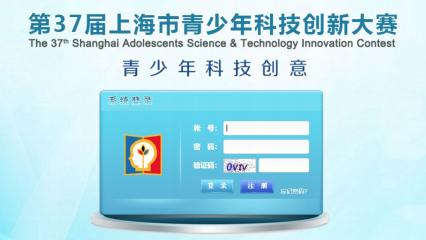 第37届上海市青少年科技创新大赛
The 37th Shanghai Adolescents Science & Technology Innovation Contest
青少年科技创意
系统登录
帐 号:
密 码:
验证码: 0vtv
登 录 注 册 忘记密码?